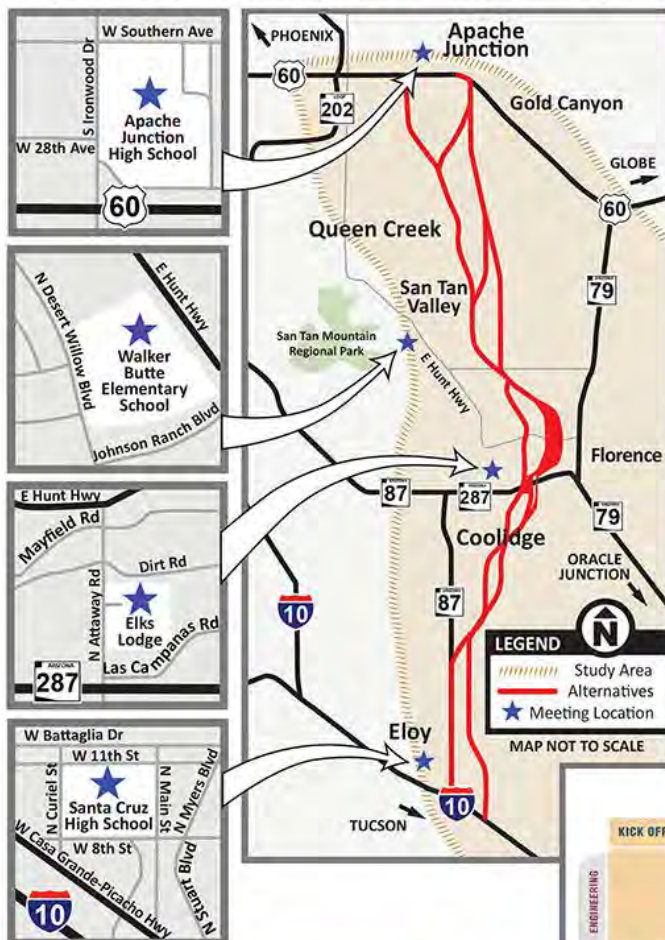 W Southern Ave
S Ironwood Dr
Apache
Junction
High School
W 28th Ave
60
N Desert Willow Blvd
E Hunt Hwy
Walker
Butte
Elementary
School
Johnson Ranch Blvd
E Hunt Hwy
Mayfield Rd
Dirt Rd
N Attaway Rd
Elks
Lodge
Las Campanas Rd
ARIZONA
287
W Battaglia Dr
W 11th St
N Curiel St
Santa Cruz
High School
N Main St
N Myers Blvd
W 8th St
W Casa Grande-Picacho Hwy
N Stuart Blvd
10
PHOENIX
Apache
Junction
60
LOOP
202
Gold Canyon
GLOBE
60
Queen Creek
79
San Tan
Valley
San Tan Mountain
Regional Park
E Hunt Hwy
Florence
87
287
79
Coolidge
ORACLE
JUNCTION
10
87
N
LEGEND
Study Area
Alternatives
Meeting Location
MAP NOT TO SCALE
Eloy
10
TUCSON
ENGINEERING